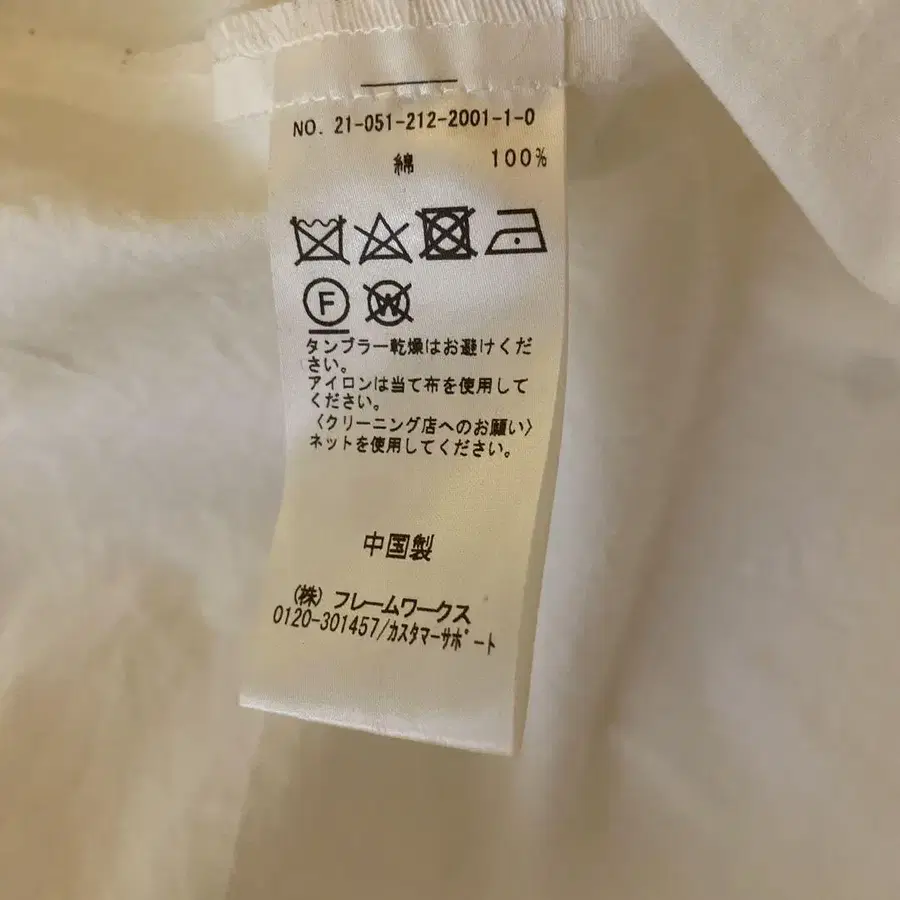 NO. 21-051-212-2001-1-0
綿 100%
F W
タンブラー乾燥はお避けくだ
さい。
アイロンは当て布を使用して
ください。
〈クリーニング店へのお願い〉
ネットを使用してください。
中国製
(株) フレームワークス
0120-301457/カスタマーサポート